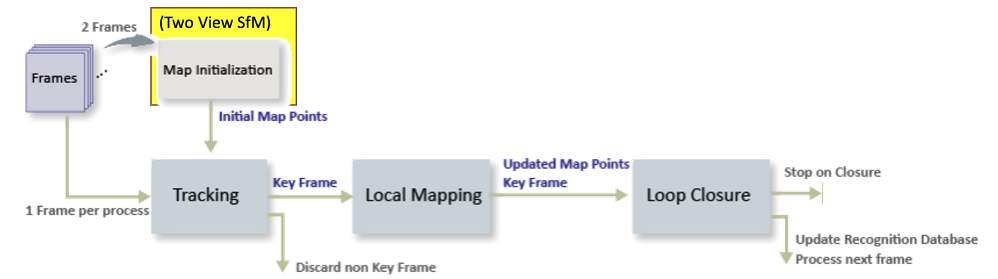 (Two View SfM)
2 Frames
Frames
...
Map Initialization
Initial Map Points
Tracking
Key Frame
Local Mapping
Updated Map Points
Key Frame
Loop Closure
Stop on Closure
1 Frame per process
Discard non Key Frame
Update Recognition Database
Process next frame